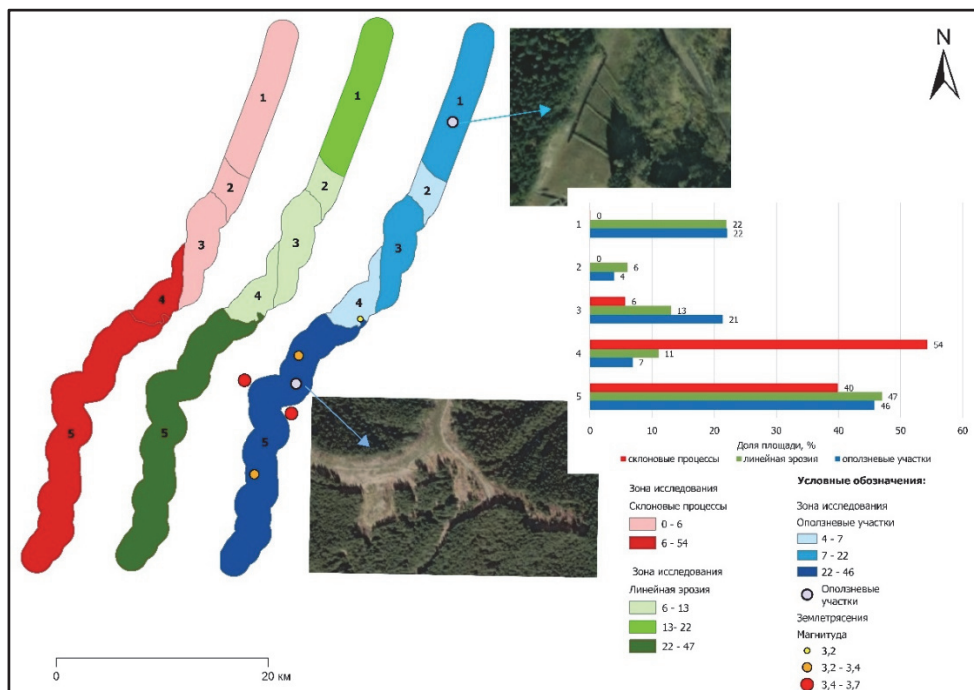 N
1
1
1
2
2
2
3
3
3
4
4
4
5
5
5
1
0
22
22
2
0
6
4
3
6
13
21
4
54
11
7
5
40
47
46
0 10 20 30 40 50 60
Доля площади, %
склоновые процессы линейная эрозия оползневые участки
Зона исследования
Склоновые процессы
0 - 6
6 - 54
Зона исследования
Линейная эрозия
6 - 13
13- 22
22 - 47
Условные обозначения:
Зона исследования
Оползневые участки
4 - 7
7 - 22
22 - 46
Оползневые
участки
Землетрясения
Магнитуда
3,2
3,2 - 3,4
3,4 - 3,7
0 20 км